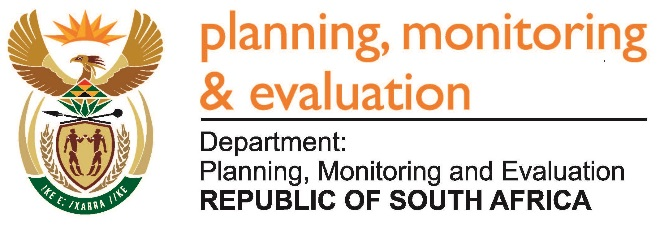 planning, monitoring
& evaluation
Department:
Planning, Monitoring and Evaluation
REPUBLIC OF SOUTH AFRICA
!KE E: /XARRA //KE